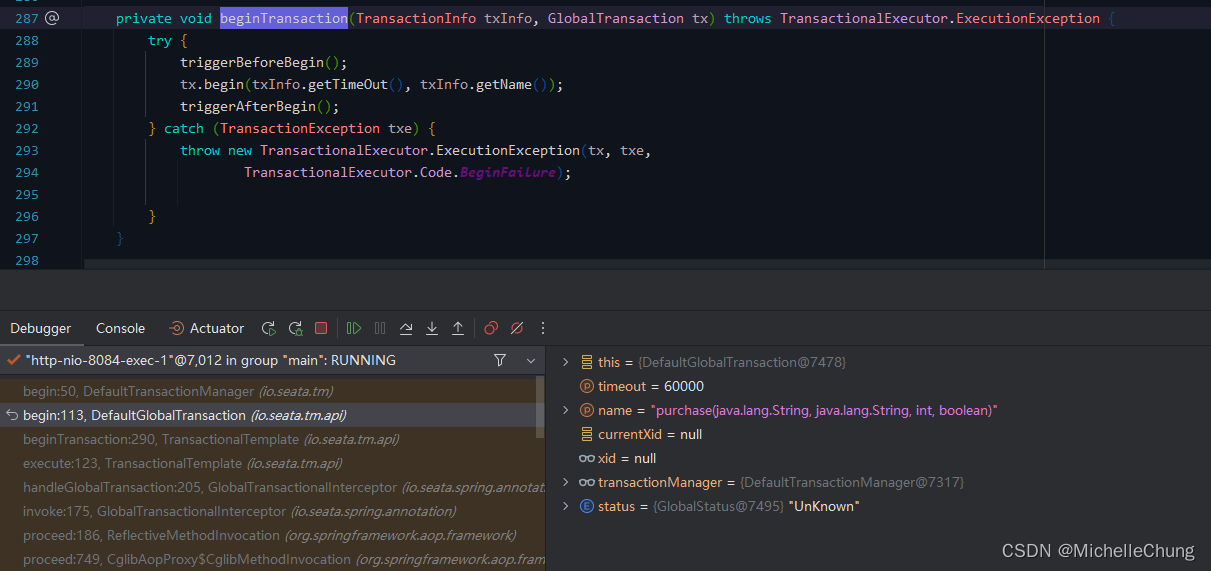 287 @ private void beginTransaction(TransactionInfo txInfo, GlobalTransaction tx) throws TransactionalExecutor.ExecutionException {
288 try {
289 triggerBeforeBegin();
290 tx.begin(txInfo.getTimeOut(), txInfo.getName());
291 triggerAfterBegin();
292 } catch (TransactionException txe) {
293 throw new TransactionalExecutor.ExecutionException(tx, txe,
294 TransactionalExecutor.Code.BeginFailure);
295
296 }
297 }
298
Debugger Console Actuator
"http-nio-8084-exec-1"@7,012 in group "main": RUNNING
begin:50, DefaultTransactionManager (io.seata.tm)
begin:113, DefaultGlobalTransaction (io.seata.tm.api)
beginTransaction:290, TransactionalTemplate (io.seata.tm.api)
execute:123, TransactionalTemplate (io.seata.tm.api)
handleGlobalTransaction:205, GlobalTransactionalInterceptor (io.seata.spring.annotat
invoke:175, GlobalTransactionalInterceptor (io.seata.spring.annotation)
proceed:186, ReflectiveMethodInvocation (org.springframework.aop.framework)
proceed:749, CglibAopProxy$CglibMethodInvocation (org.springframework.aop.fram
this = {DefaultGlobalTransaction@7478}
timeout = 60000
name = "purchase(java.lang.String, java.lang.String, int, boolean)"
currentXid = null
xid = null
transactionManager = {DefaultTransactionManager@7317}
status = {GlobalStatus@7495} "UnKnown"
CSDN @MichelleChung